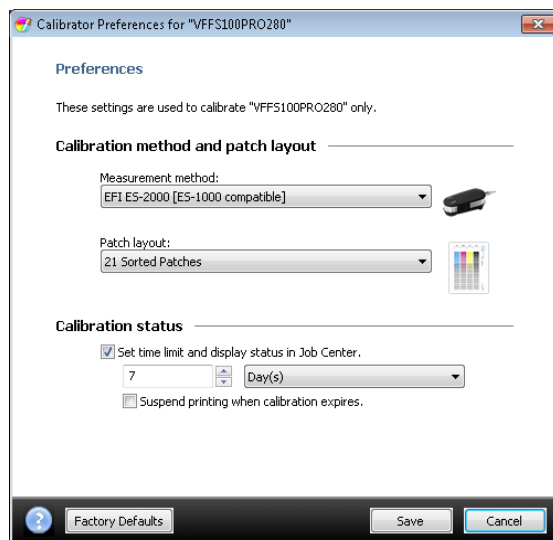 Calibrator Preferences for "VFFS100PRO280"
Preferences
These settings are used to calibrate "VFFS100PRO280" only.
Calibration method and patch layout
Measurement method:
EFI ES-2000 [ES-1000 compatible]
Patch layout:
21 Sorted Patches
Calibration status
Set time limit and display status in Job Center.
7 Day(s)
Suspend printing when calibration expires.
? Factory Defaults Save Cancel